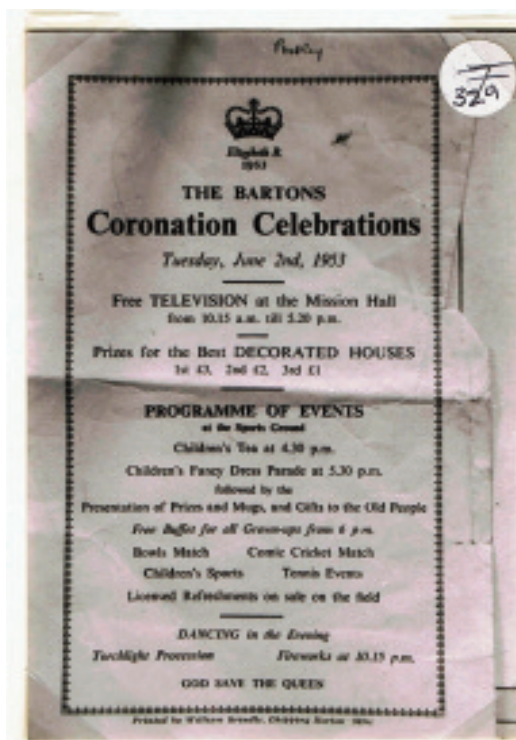 329
Elizabeth R.
1953
THE BARTONS
Coronation Celebrations
Tuesday, June 2nd, 1953
Free TELEVISION at the Mission Hall
from 10.15 a.m. till 5.20 p.m.
Prizes for the Best DECORATED HOUSES
1st £3, 2nd £2, 3rd £1
PROGRAMME OF EVENTS
at the Sports Ground
Children's Tea at 4.30 p.m.
Children's Fancy Dress Parade at 5.30 p.m.
followed by the
Presentation of Prizes and Mugs, and Gifts to the Old People
Free Buffet for all Grown-ups from 6 p.m.
Bowls Match Comic Cricket Match
Children's Sports Tennis Events
Licensed Refreshments on sale on the field
DANCING in the Evening
Torchlight Procession Fireworks at 10.15 p.m.
GOD SAVE THE QUEEN
Printed by William Chipping Norton